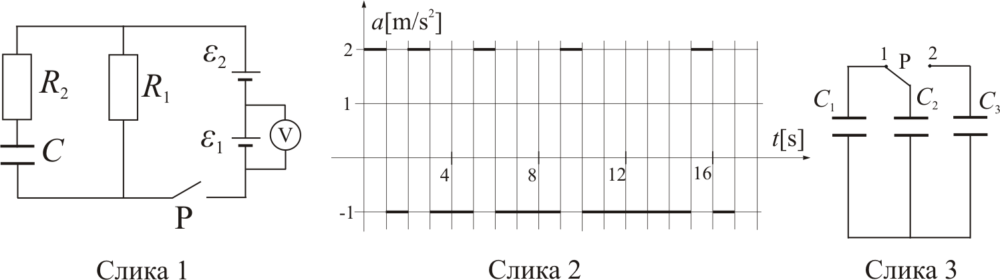 R₂
C
R₁
ε₂
ε₁
V
P
Слика 1
a[m/s²]
2
1
-1
4
8
12
16
t[s]
Слика 2
1
P
2
C₁
C₂
C₃
Слика 3